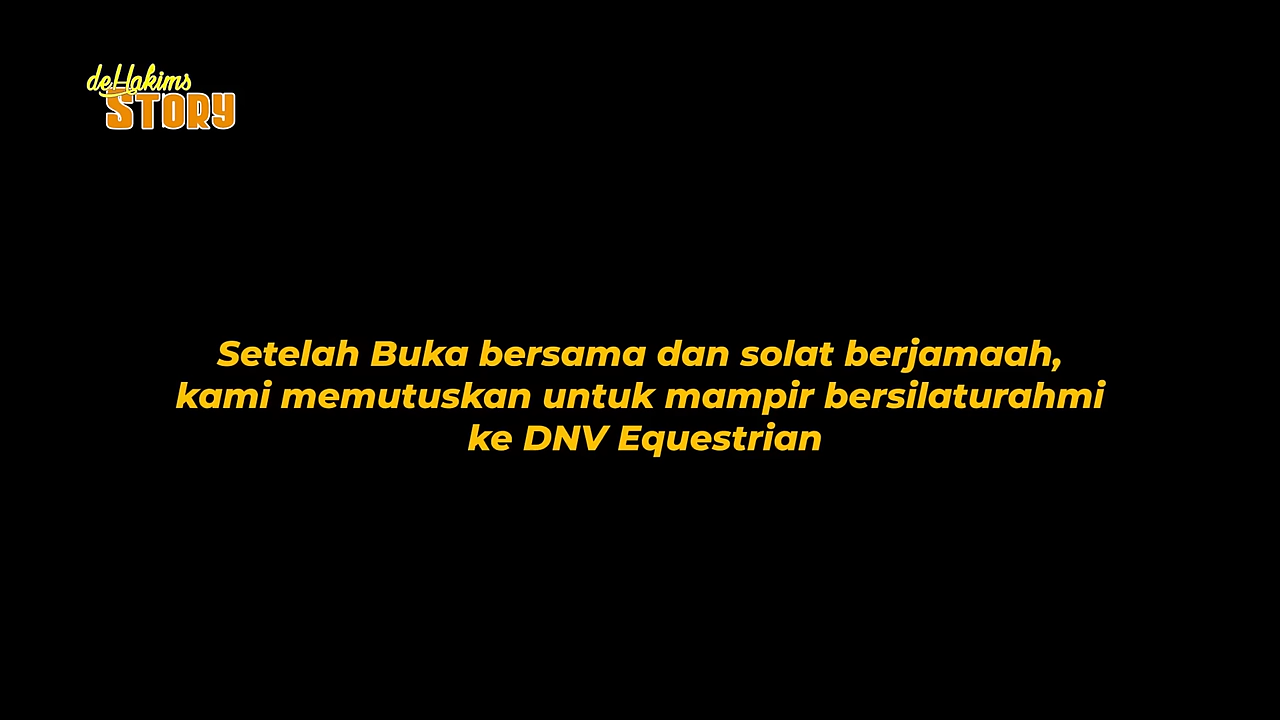 deHakims
STORY
Setelah Buka bersama dan solat berjamaah,
kami memutuskan untuk mampir bersilaturahmi
ke DNV Equestrian